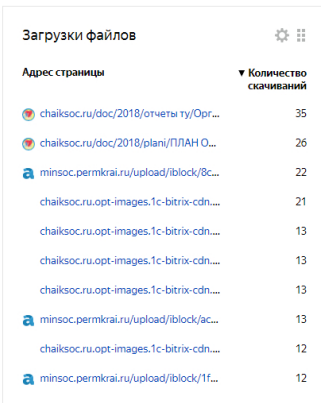 Загрузки файлов
Адрес страницы ▼ Количество
скачиваний
chaiksoc.ru/doc/2018/отчеты ту/Орг... 35
chaiksoc.ru/doc/2018/plani/ПЛАН О... 26
minsoc.permkrai.ru/upload/iblock/8c... 22
chaiksoc.ru.opt-images.1c-bitrix-cdn.... 21
chaiksoc.ru.opt-images.1c-bitrix-cdn.... 13
chaiksoc.ru.opt-images.1c-bitrix-cdn.... 13
chaiksoc.ru.opt-images.1c-bitrix-cdn.... 13
minsoc.permkrai.ru/upload/iblock/ac... 13
chaiksoc.ru.opt-images.1c-bitrix-cdn.... 12
minsoc.permkrai.ru/upload/iblock/1f... 12